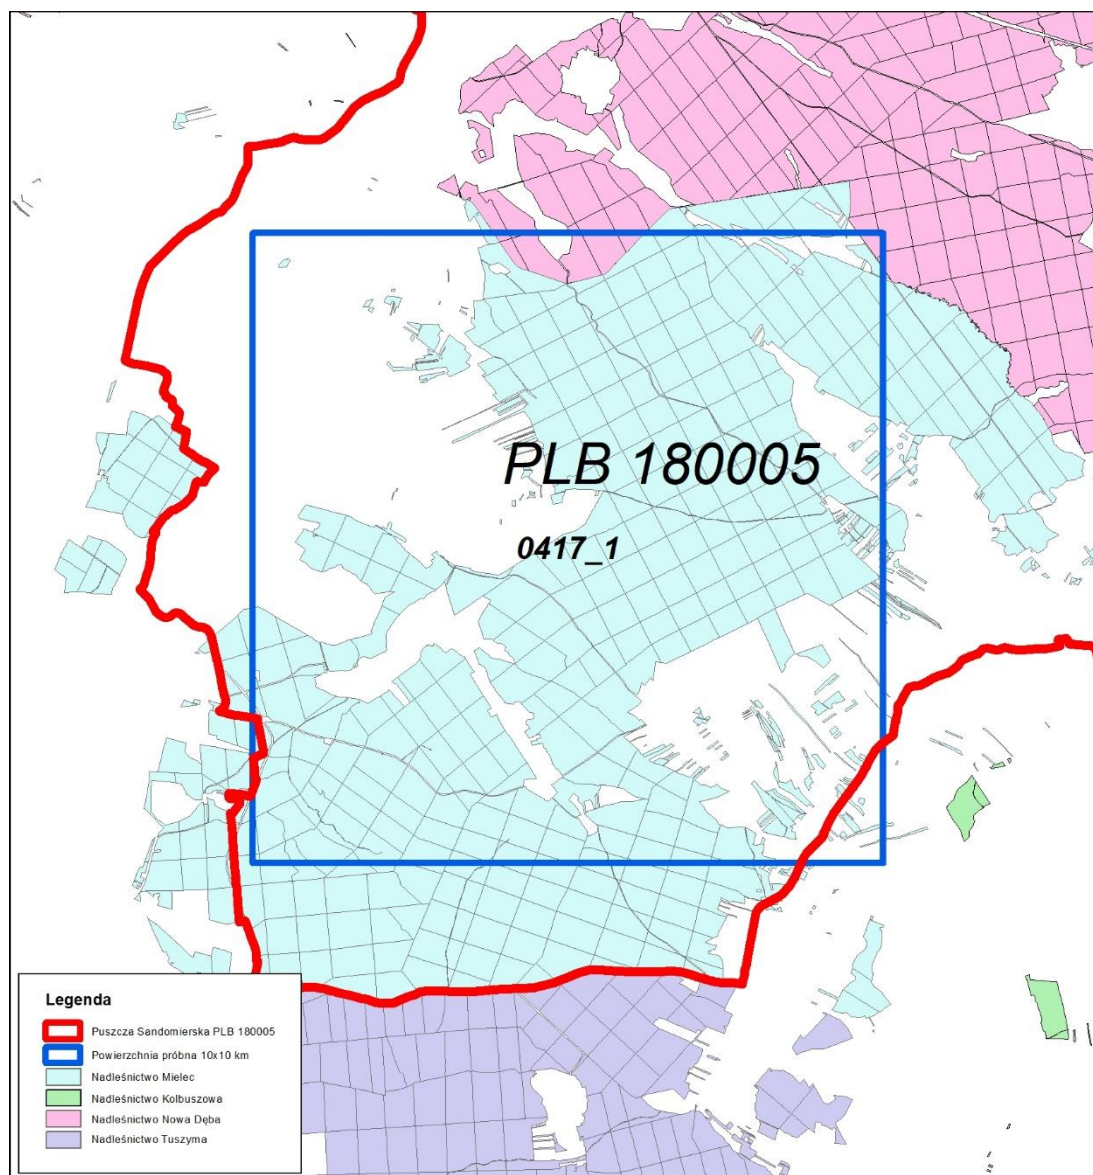 PLB 180005
0417_1
Legenda
Puszcza Sandomierska PLB 180005
Powierzchnia próbna 10x10 km
Nadleśnictwo Mielec
Nadleśnictwo Kolbuszowa
Nadleśnictwo Nowa Dęba
Nadleśnictwo Tuszyma